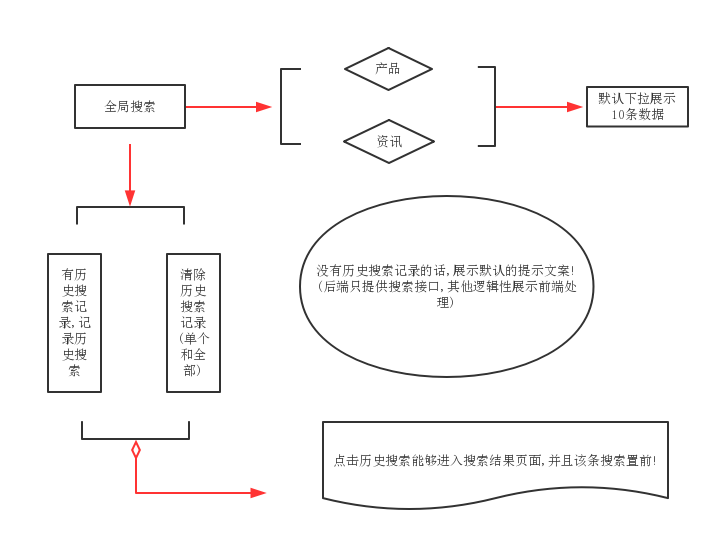 产品
全局搜索
默认下拉展示
10条数据
资讯
没有历史搜索记录的话,展示默认的提示文案!
(后端只提供搜索接口,其他逻辑性展示前端处
理)
有历
史搜
索记
录,记
录历
史搜
索
清除
历史
搜索
记录
(单个
和全
部)
点击历史搜索能够进入搜索结果页面,并且该条搜索置前!